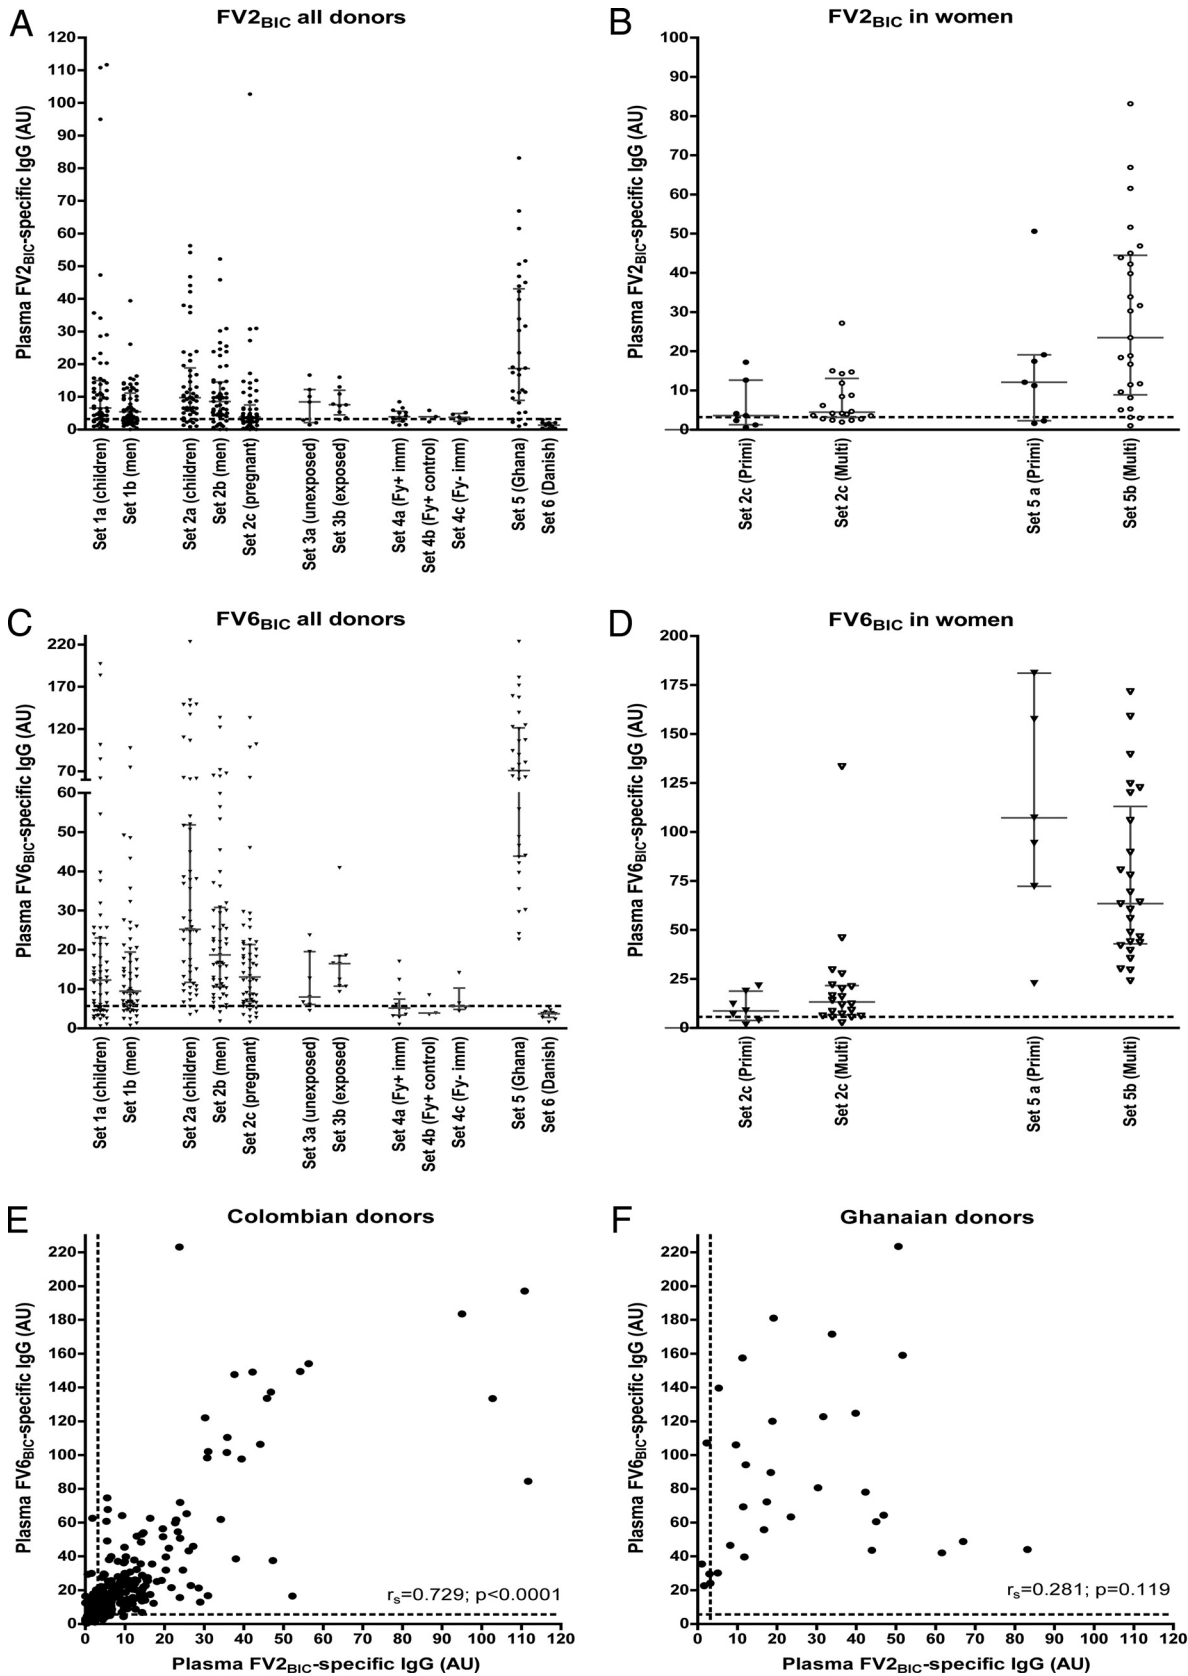 A
FV2BIC all donors
Plasma FV2BIC-specific IgG (AU)
120
110
100
90
80
70
60
50
40
30
20
10
0
Set 1a (children)
Set 1b (men)
Set 2a (children)
Set 2b (men)
Set 2c (pregnant)
Set 3a (unexposed)
Set 3b (exposed)
Set 4a (Fy+ imm)
Set 4b (Fy+ control)
Set 4c (Fy- imm)
Set 5 (Ghana)
Set 6 (Danish)
B
FV2BIC in women
Plasma FV2BIC-specific IgG (AU)
100
90
80
70
60
50
40
30
20
10
0
Set 2c (Primi)
Set 2c (Multi)
Set 5 a (Primi)
Set 5b (Multi)
C
FV6BIC all donors
Plasma FV6BIC-specific IgG (AU)
220
170
120
70
60
50
40
30
20
10
0
Set 1a (children)
Set 1b (men)
Set 2a (children)
Set 2b (men)
Set 2c (pregnant)
Set 3a (unexposed)
Set 3b (exposed)
Set 4a (Fy+ imm)
Set 4b (Fy+ control)
Set 4c (Fy- imm)
Set 5 (Ghana)
Set 6 (Danish)
D
FV6BIC in women
Plasma FV6BIC-specific IgG (AU)
200
175
150
125
100
75
50
25
0
Set 2c (Primi)
Set 2c (Multi)
Set 5 a (Primi)
Set 5b (Multi)
E
Colombian donors
Plasma FV6BIC-specific IgG (AU)
220
200
180
160
140
120
100
80
60
40
20
0
rs=0.729; p<0.0001
0 10 20 30 40 50 60 70 80 90 100 110 120
Plasma FV2BIC-specific IgG (AU)
F
Ghanaian donors
Plasma FV6BIC-specific IgG (AU)
220
200
180
160
140
120
100
80
60
40
20
0
rs=0.281; p=0.119
0 10 20 30 40 50 60 70 80 90 100 110 120
Plasma FV2BIC-specific IgG (AU)